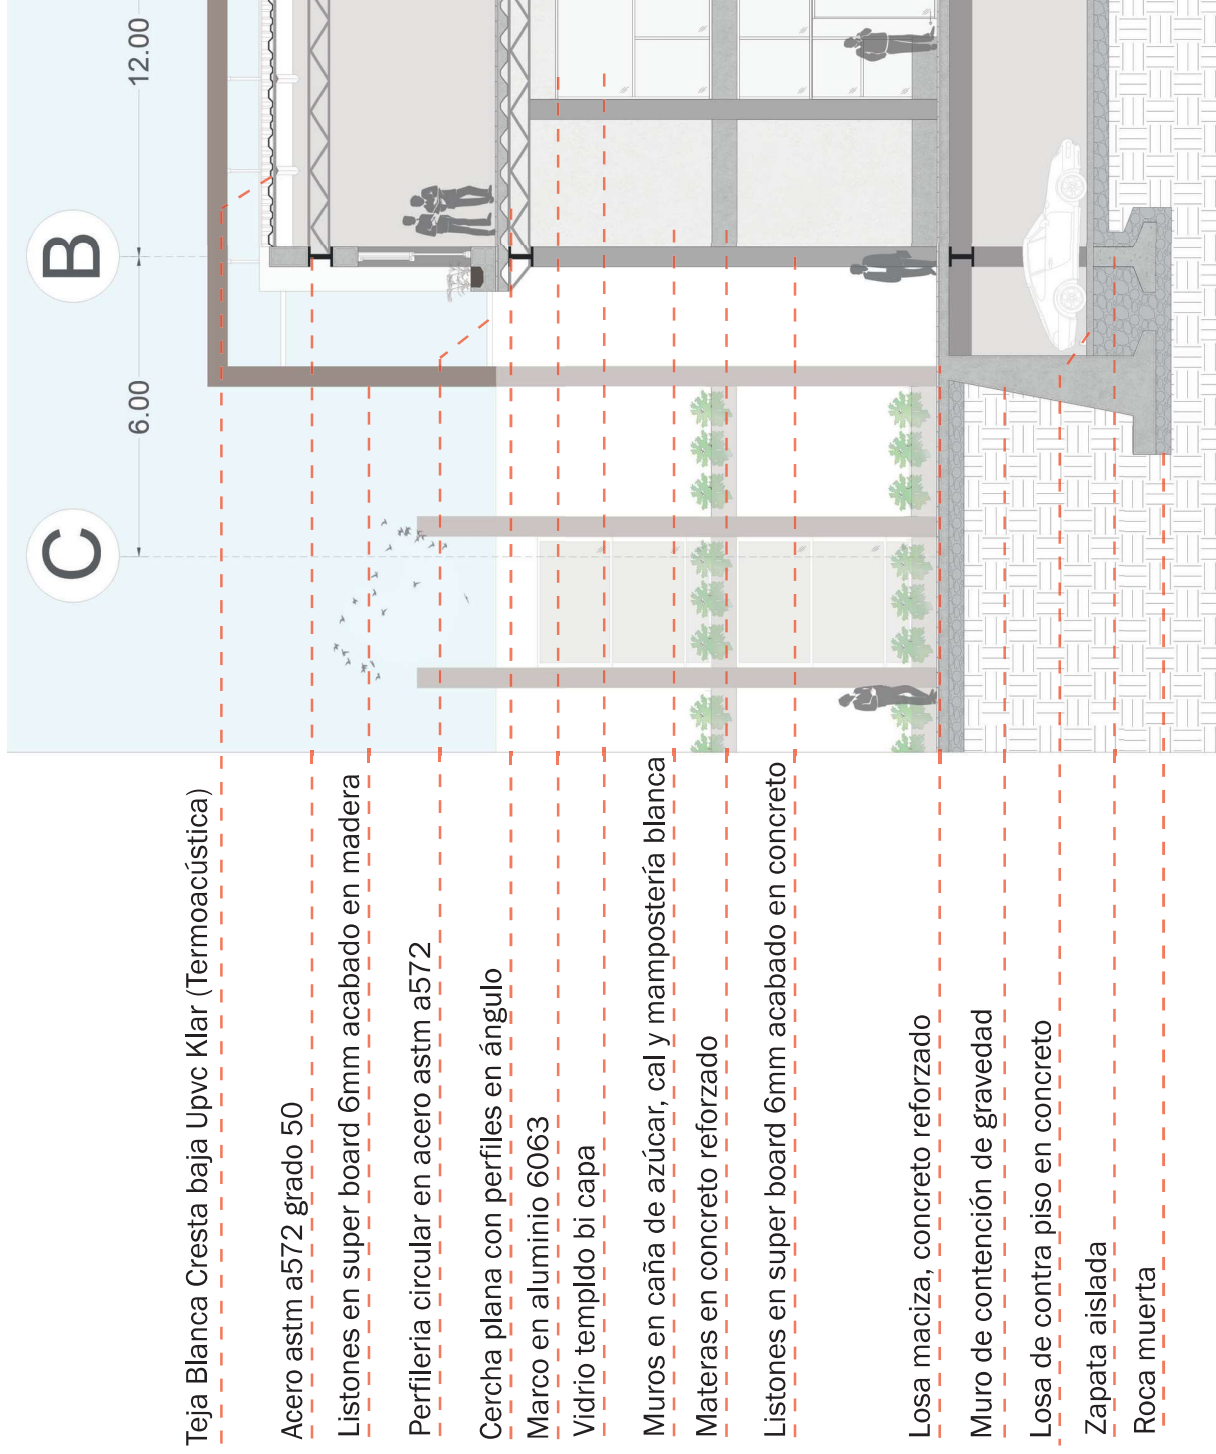 C
B
6.00
12.00
Teja Blanca Cresta baja Upvc Klar (Termoacústica)
Acero astm a572 grado 50
Listones en super board 6mm acabado en madera
Perfileria circular en acero astm a572
Cercha plana con perfiles en ángulo
Marco en aluminio 6063
Vidrio templdo bi capa
Muros en caña de azúcar, cal y mampostería blanca
Materas en concreto reforzado
Listones en super board 6mm acabado en concreto
Losa maciza, concreto reforzado
Muro de contención de gravedad
Losa de contra piso en concreto
Zapata aislada
Roca muerta